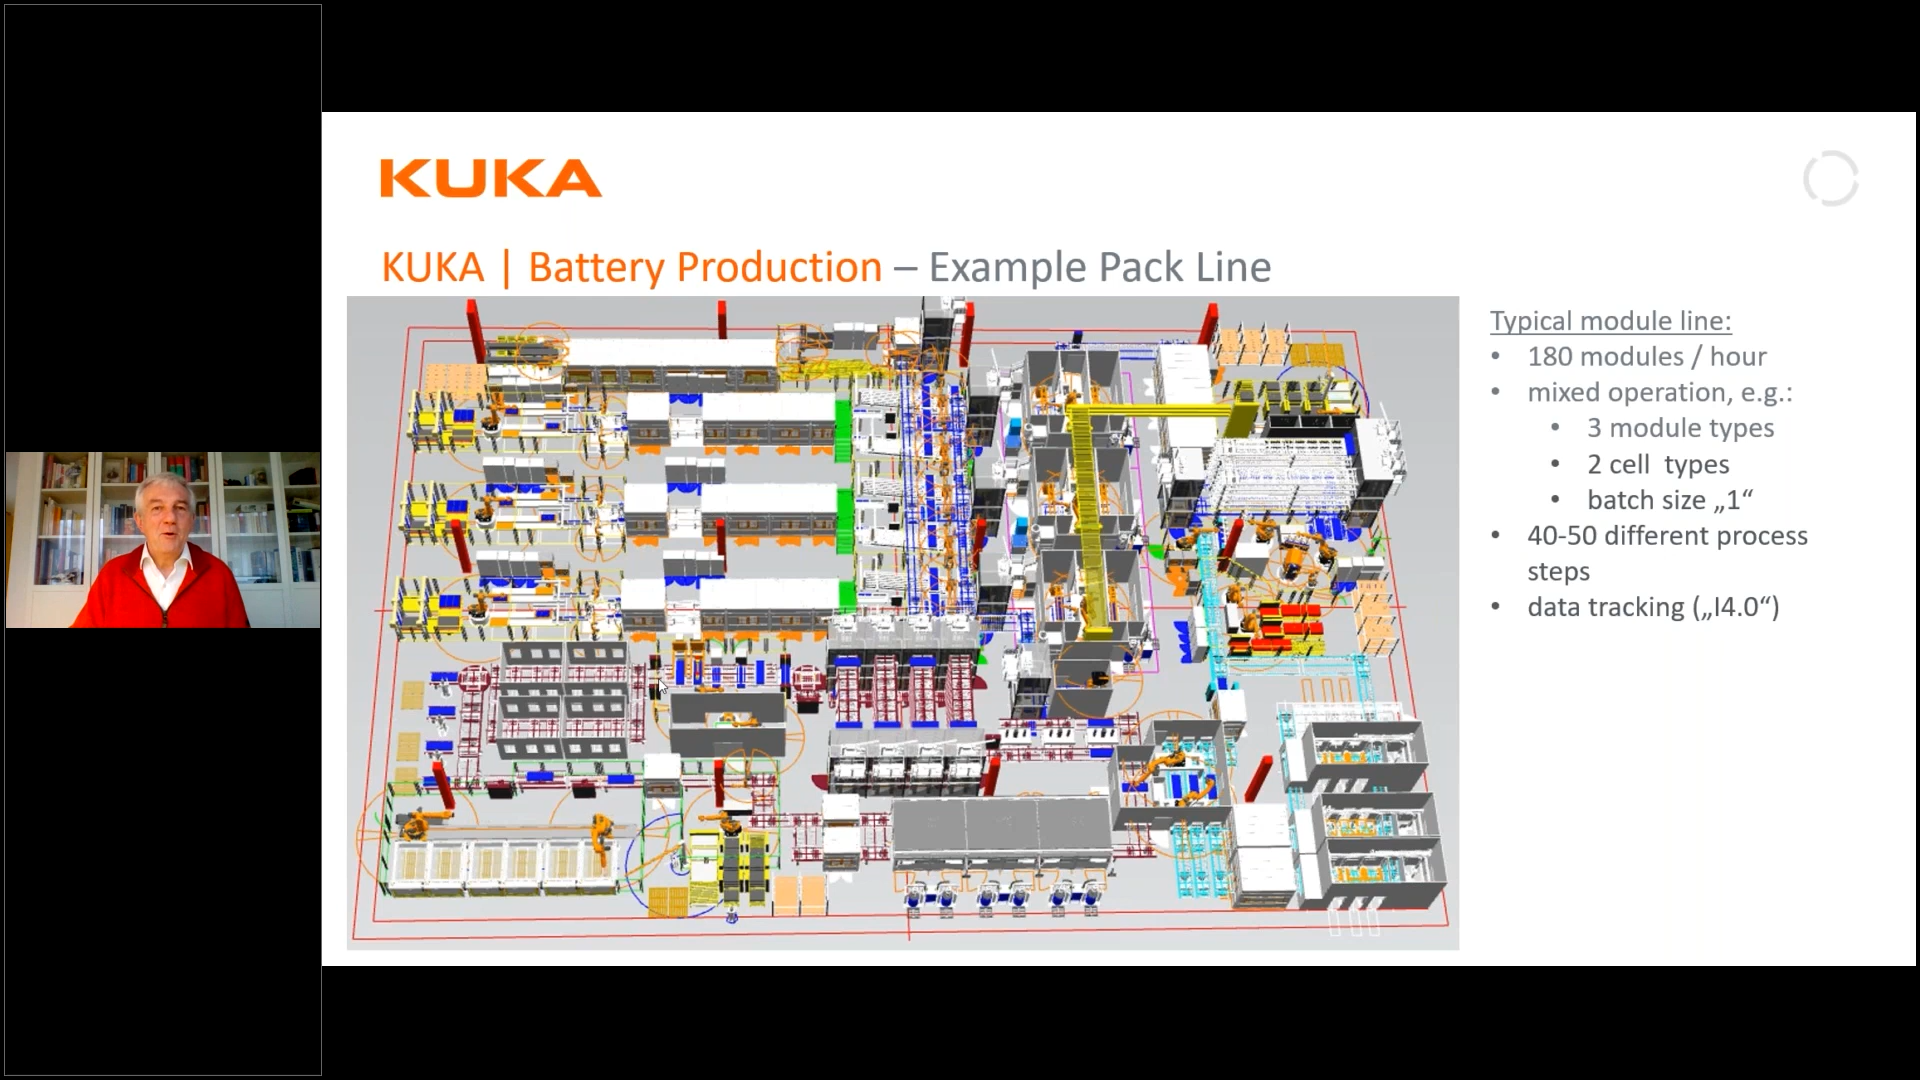 KUKA
KUKA | Battery Production – Example Pack Line
Typical module line:
• 180 modules / hour
• mixed operation, e.g.:
• 3 module types
• 2 cell types
• batch size „1“
• 40-50 different process
steps
• data tracking („I4.0“)